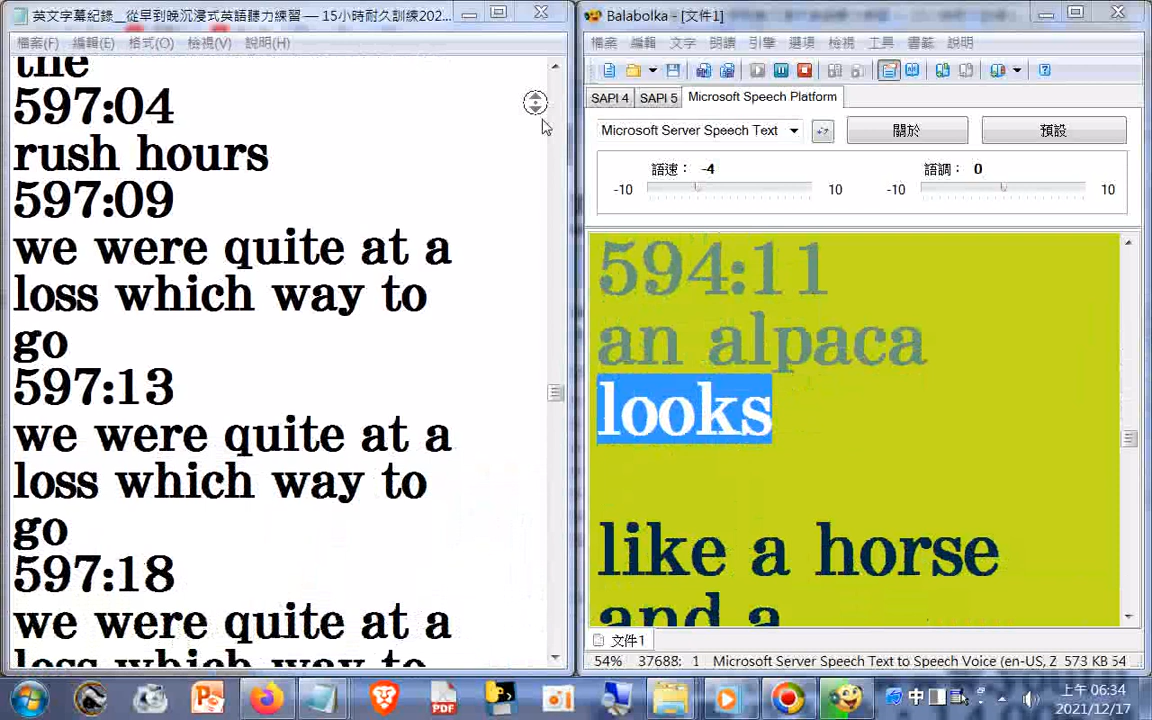 英文字幕紀錄__從早到晚沉浸式英語聽力練習 — 15小時耐久訓練202...
檔案(F) 編輯(E) 格式(O) 檢視(V) 說明(H)
the
597:04
rush hours
597:09
we were quite at a
loss which way to
go
597:13
we were quite at a
loss which way to
go
597:18
we were quite at a
loss which way to
Balabolka - [文件1]
檔案 編輯 文字 朗讀 引擎 選項 檢視 工具 書籤 說明
SAPI 4 SAPI 5 Microsoft Speech Platform
Microsoft Server Speech Text 關於 預設
語速： -4 語調： 0
-10 10 -10 10
594:11
an alpaca
looks
like a horse
and a
文件1
54% 37688: 1 Microsoft Server Speech Text to Speech Voice (en-US, Z 573 KB 54
PDF 中 上午 06:34
2021/12/17